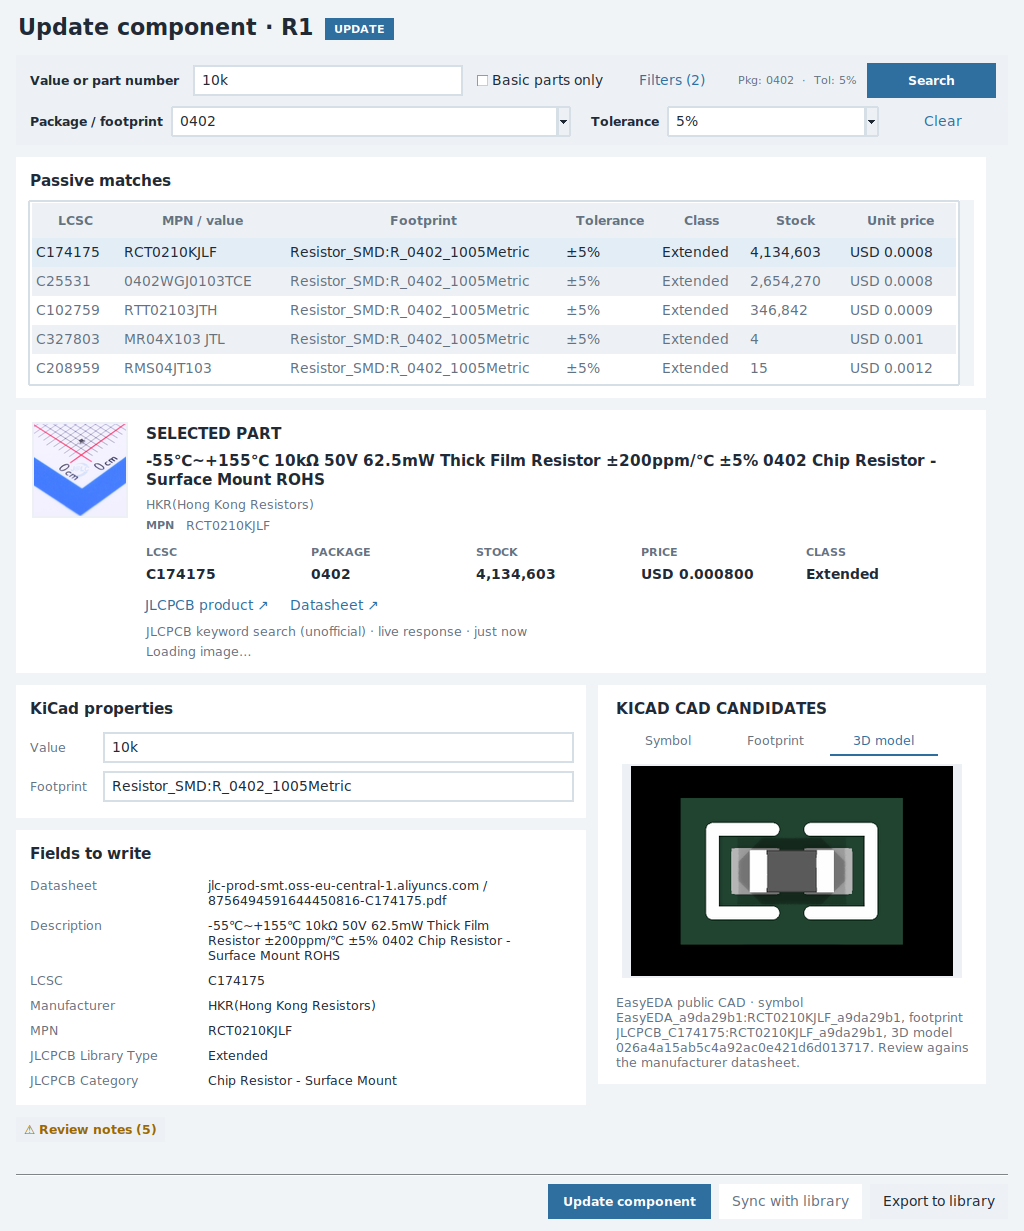 Update component · R1 UPDATE
Value or part number 10k Basic parts only Filters (2) Pkg: 0402 · Tol: 5% Search
Package / footprint 0402 Tolerance 5% Clear
Passive matches
LCSC MPN / value Footprint Tolerance Class Stock Unit price
C174175 RCT0210KJLF Resistor_SMD:R_0402_1005Metric ±5% Extended 4,134,603 USD 0.0008
C25531 0402WGJ0103TCE Resistor_SMD:R_0402_1005Metric ±5% Extended 2,654,270 USD 0.0008
C102759 RTT02103JTH Resistor_SMD:R_0402_1005Metric ±5% Extended 346,842 USD 0.0009
C327803 MR04X103 JTL Resistor_SMD:R_0402_1005Metric ±5% Extended 4 USD 0.001
C208959 RMS04JT103 Resistor_SMD:R_0402_1005Metric ±5% Extended 15 USD 0.0012
0cm 0cm
SELECTED PART
-55℃~+155℃ 10kΩ 50V 62.5mW Thick Film Resistor ±200ppm/℃ ±5% 0402 Chip Resistor -
Surface Mount ROHS
HKR(Hong Kong Resistors)
MPN RCT0210KJLF
LCSC PACKAGE STOCK PRICE CLASS
C174175 0402 4,134,603 USD 0.000800 Extended
JLCPCB product ↗ Datasheet ↗
JLCPCB keyword search (unofficial) · live response · just now
Loading image...
KiCad properties
Value 10k
Footprint Resistor_SMD:R_0402_1005Metric
Fields to write
Datasheet jlc-prod-smt.oss-eu-central-1.aliyuncs.com /
8756494591644450816-C174175.pdf
Description -55℃~+155℃ 10kΩ 50V 62.5mW Thick Film
Resistor ±200ppm/℃ ±5% 0402 Chip Resistor -
Surface Mount ROHS
LCSC C174175
Manufacturer HKR(Hong Kong Resistors)
MPN RCT0210KJLF
JLCPCB Library Type Extended
JLCPCB Category Chip Resistor - Surface Mount
KICAD CAD CANDIDATES
Symbol Footprint 3D model
EasyEDA public CAD · symbol
EasyEDA_a9da29b1:RCT0210KJLF_a9da29b1, footprint
JLCPCB_C174175:RCT0210KJLF_a9da29b1, 3D model
026a4a15ab5c4a92ac0e421d6d013717. Review agains
the manufacturer datasheet.
⚠ Review notes (5)
Update component Sync with library Export to library